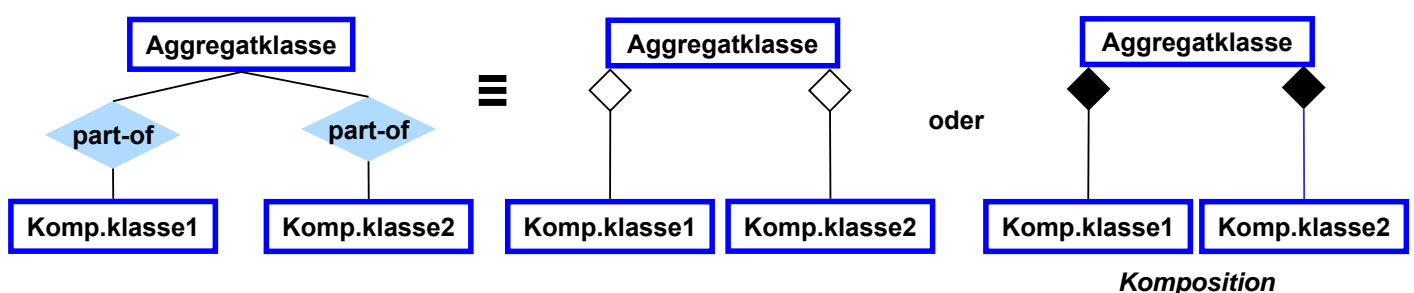 Aggregatklasse
part-of
part-of
Komp.klasse1
Komp.klasse2
≡
Aggregatklasse
Komp.klasse1
Komp.klasse2
oder
Aggregatklasse
Komp.klasse1
Komp.klasse2
Komposition